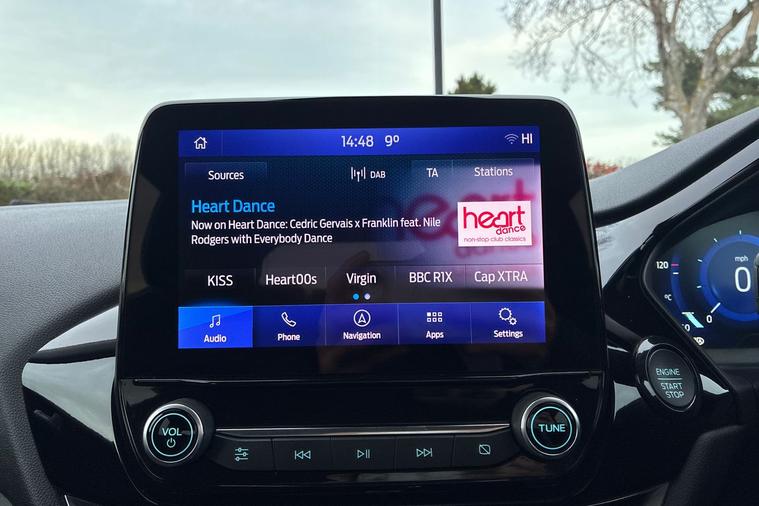 14:48 9° HI
Sources DAB TA Stations
Heart Dance
Now on Heart Dance: Cedric Gervais x Franklin feat. Nile
Rodgers with Everybody Dance
heart
dance
non-stop club classics
heart
KISS Heart00s Virgin BBC R1X Cap XTRA
Audio Phone Navigation Apps Settings
VOL
TUNE
ENGINE
START
STOP
mph
120
0
0
°C